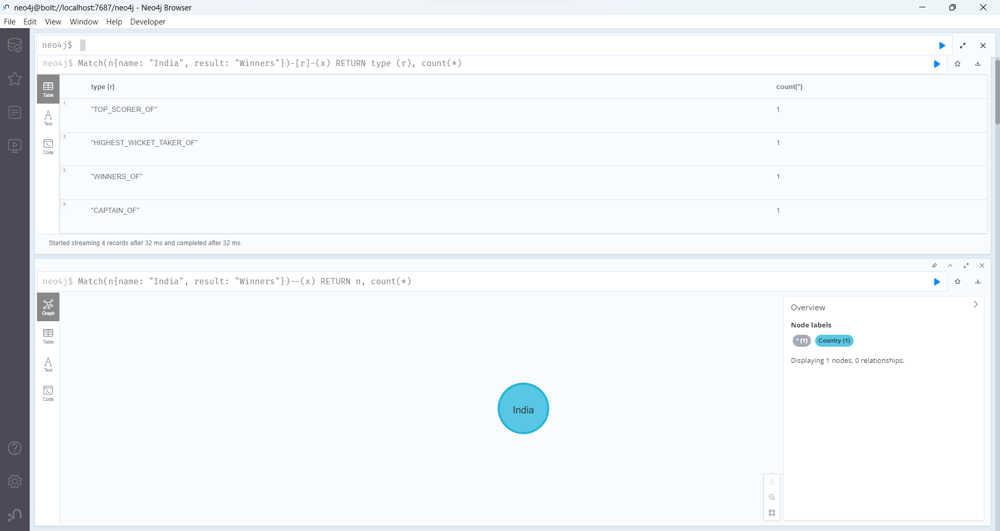 neo4j@bolt://localhost:7687/neo4j - Neo4j Browser
File Edit View Window Help Developer
neo4j$
neo4j$ Match(n{name: "India", result: "Winners"})-[r]-(x) RETURN type (r), count(*)
Table
Text
Code
type (r) count(*)
1 "TOP_SCORER_OF" 1
2 "HIGHEST_WICKET_TAKER_OF" 1
3 "WINNERS_OF" 1
4 "CAPTAIN_OF" 1
Started streaming 4 records after 32 ms and completed after 32 ms.
neo4j$ Match(n{name: "India", result: "Winners"})--(x) RETURN n, count(*)
Graph
Table
Text
Code
India
Overview
Node labels
* (1) Country (1)
Displaying 1 nodes, 0 relationships.